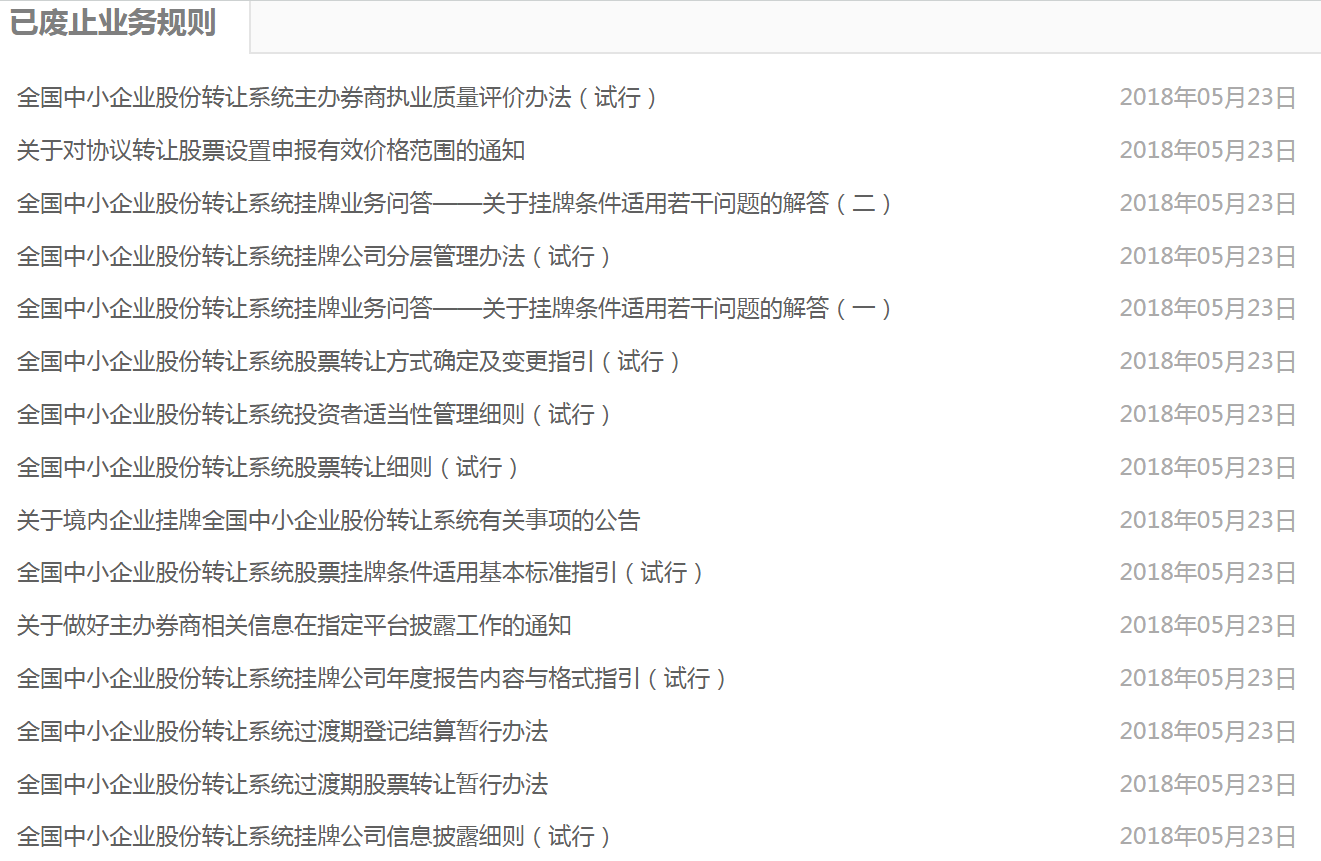 已废止业务规则
全国中小企业股份转让系统主办券商执业质量评价办法（试行） 2018年05月23日
关于对协议转让股票设置申报有效价格范围的通知 2018年05月23日
全国中小企业股份转让系统挂牌业务问答——关于挂牌条件适用若干问题的解答（二） 2018年05月23日
全国中小企业股份转让系统挂牌公司分层管理办法（试行） 2018年05月23日
全国中小企业股份转让系统挂牌业务问答——关于挂牌条件适用若干问题的解答（一） 2018年05月23日
全国中小企业股份转让系统股票转让方式确定及变更指引（试行） 2018年05月23日
全国中小企业股份转让系统投资者适当性管理细则（试行） 2018年05月23日
全国中小企业股份转让系统股票转让细则（试行） 2018年05月23日
关于境内企业挂牌全国中小企业股份转让系统有关事项的公告 2018年05月23日
全国中小企业股份转让系统股票挂牌条件适用基本标准指引（试行） 2018年05月23日
关于做好主办券商相关信息在指定平台披露工作的通知 2018年05月23日
全国中小企业股份转让系统挂牌公司年度报告内容与格式指引（试行） 2018年05月23日
全国中小企业股份转让系统过渡期登记结算暂行办法 2018年05月23日
全国中小企业股份转让系统过渡期股票转让暂行办法 2018年05月23日
全国中小企业股份转让系统挂牌公司信息披露细则（试行） 2018年05月23日